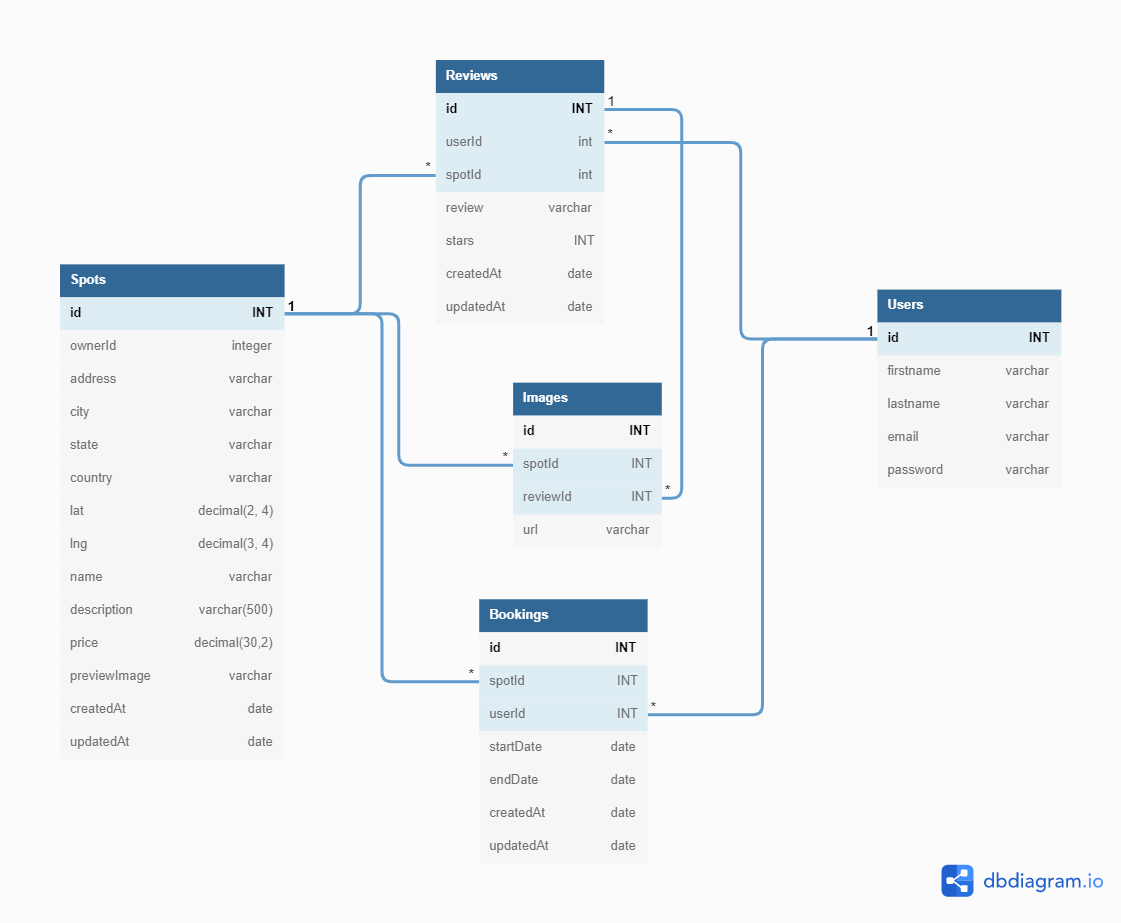 Reviews
id INT
1
userId int
*
spotId int
*
review varchar
stars INT
createdAt date
updatedAt date
Spots
id INT
1
ownerId integer
address varchar
city varchar
state varchar
country varchar
lat decimal(2, 4)
lng decimal(3, 4)
name varchar
description varchar(500)
price decimal(30,2)
previewImage varchar
createdAt date
updatedAt date
Users
1
id INT
firstname varchar
lastname varchar
email varchar
password varchar
Images
id INT
*
spotId INT
reviewId INT
*
url varchar
Bookings
id INT
*
spotId INT
userId INT
*
startDate date
endDate date
createdAt date
updatedAt date
dbdiagram.io